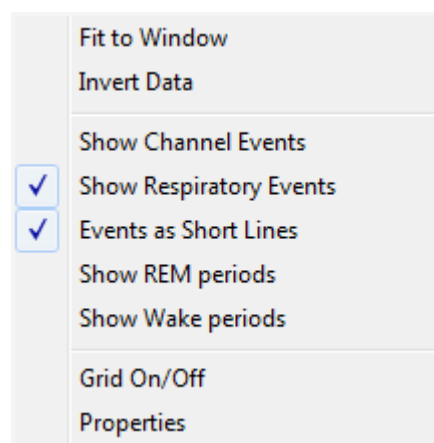 Fit to Window
Invert Data
Show Channel Events
Show Respiratory Events
Events as Short Lines
Show REM periods
Show Wake periods
Grid On/Off
Properties